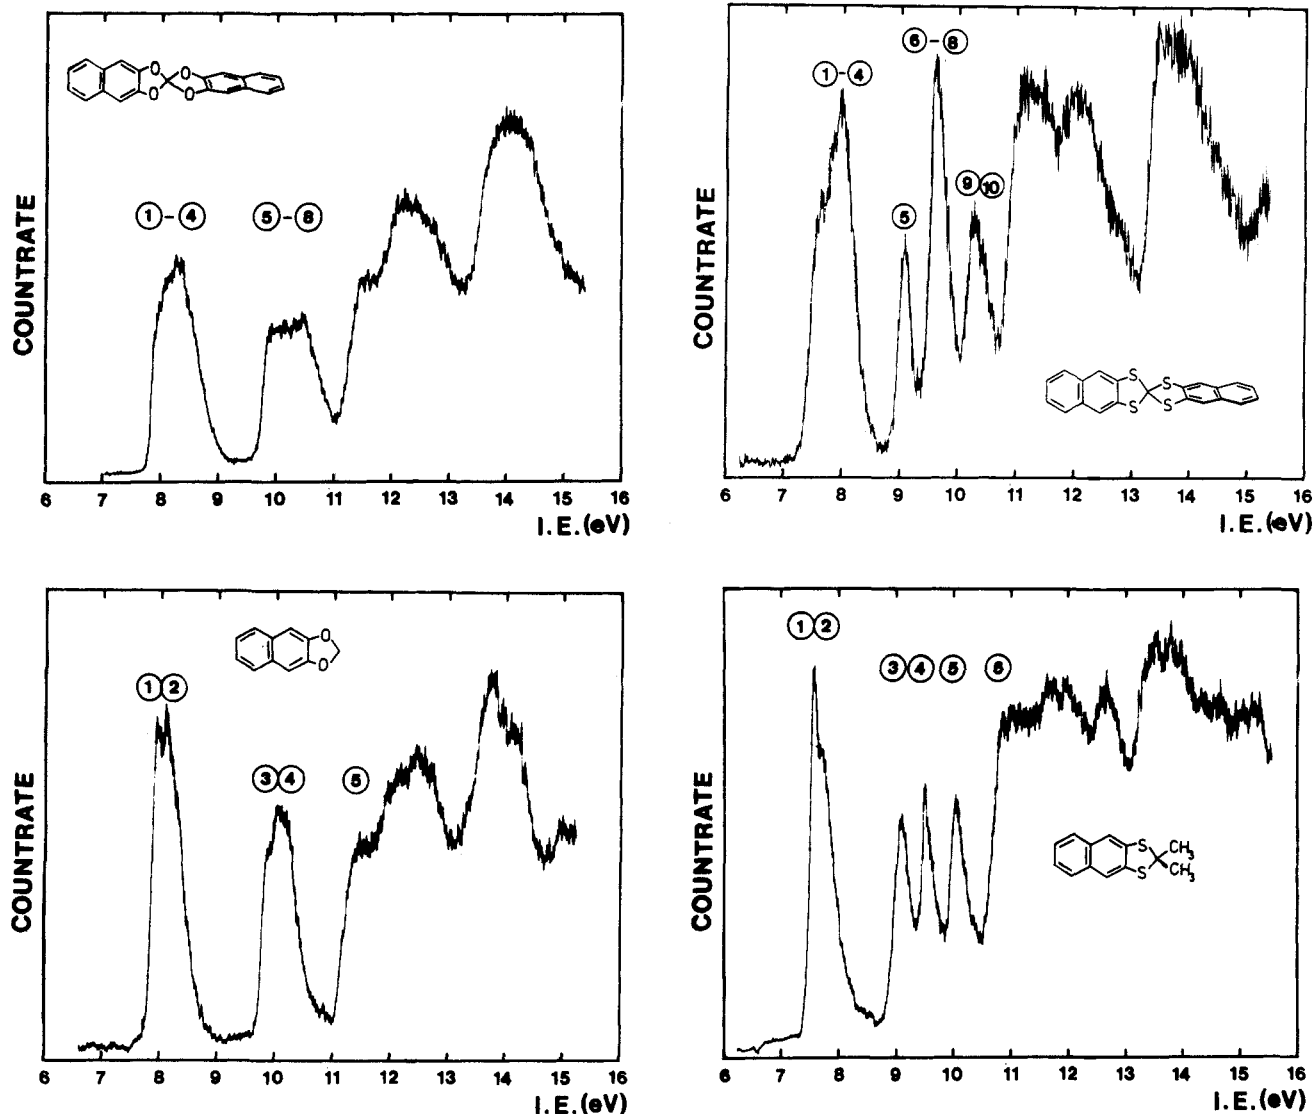 COUNTRATE
①-④
⑤-⑧
O
O
O
O
6 7 8 9 10 11 12 13 14 15 16
I.E.(eV)
COUNTRATE
①-④
⑤
⑥-⑧
⑨⑩
S
S
S
S
6 7 8 9 10 11 12 13 14 15 16
I.E.(eV)
COUNTRATE
①②
③④
⑤
O
O
6 7 8 9 10 11 12 13 14 15 16
I.E.(eV)
COUNTRATE
①②
③④ ⑤ ⑥
S
S
CH₃
CH₃
6 7 8 9 10 11 12 13 14 15 16
I.E.(eV)